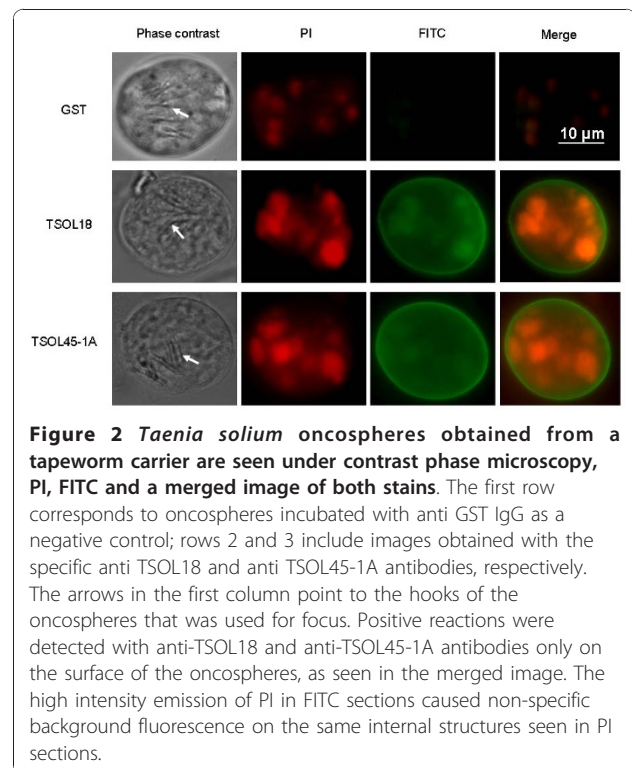 Phase contrast PI FITC Merge
GST
10 µm
TSOL18
TSOL45-1A
Figure 2 Taenia solium oncospheres obtained from a
tapeworm carrier are seen under contrast phase microscopy,
PI, FITC and a merged image of both stains. The first row
corresponds to oncospheres incubated with anti GST IgG as a
negative control; rows 2 and 3 include images obtained with the
specific anti TSOL18 and anti TSOL45-1A antibodies, respectively.
The arrows in the first column point to the hooks of the
oncospheres that was used for focus. Positive reactions were
detected with anti-TSOL18 and anti-TSOL45-1A antibodies only on
the surface of the oncospheres, as seen in the merged image. The
high intensity emission of PI in FITC sections caused non-specific
background fluorescence on the same internal structures seen in PI
sections.